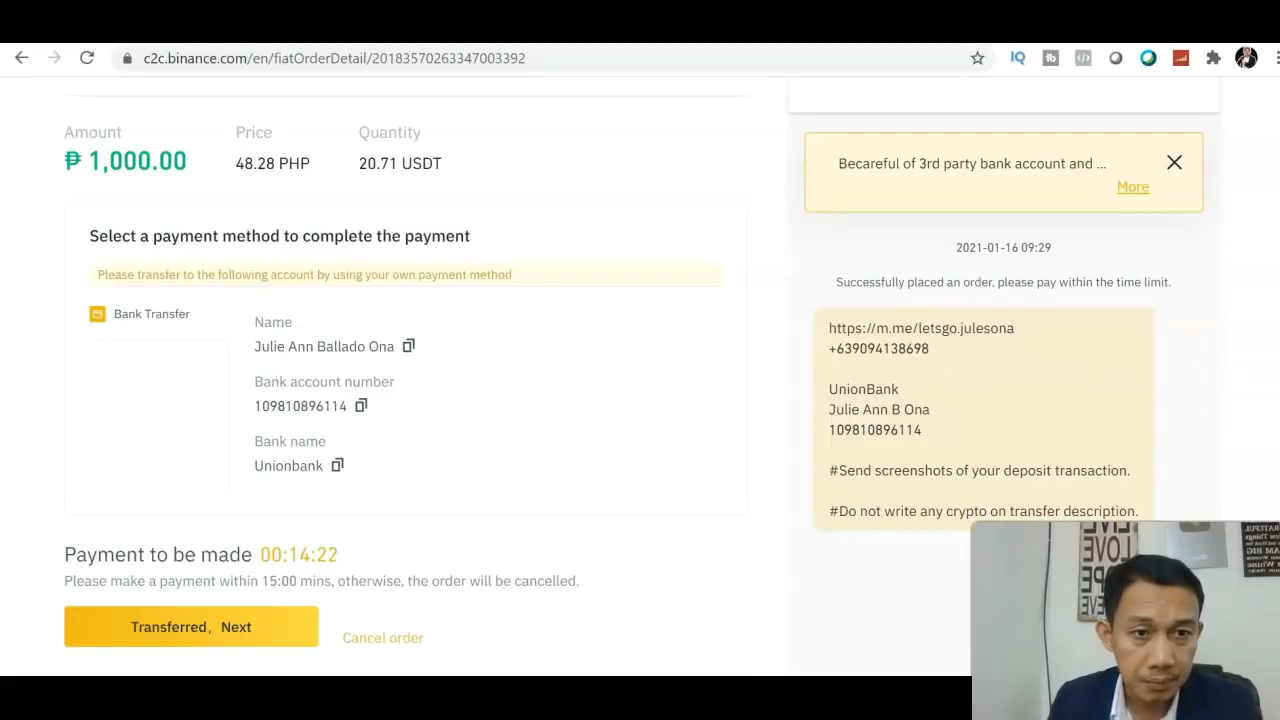 c2c.binance.com/en/fiatOrderDetail/20183570263347003392
Amount
Price
Quantity
₱ 1,000.00
48.28 PHP
20.71 USDT
Select a payment method to complete the payment
Please transfer to the following account by using your own payment method
Bank Transfer
Name
Julie Ann Ballado Ona
Bank account number
109810896114
Bank name
Unionbank
Payment to be made 00:14:22
Please make a payment within 15:00 mins, otherwise, the order will be cancelled.
Transferred, Next
Cancel order
Becareful of 3rd party bank account and ...
More
2021-01-16 09:29
Successfully placed an order, please pay within the time limit.
https://m.me/letsgo.julesona
+639094138698
UnionBank
Julie Ann B Ona
109810896114
#Send screenshots of your deposit transaction.
#Do not write any crypto on transfer description.